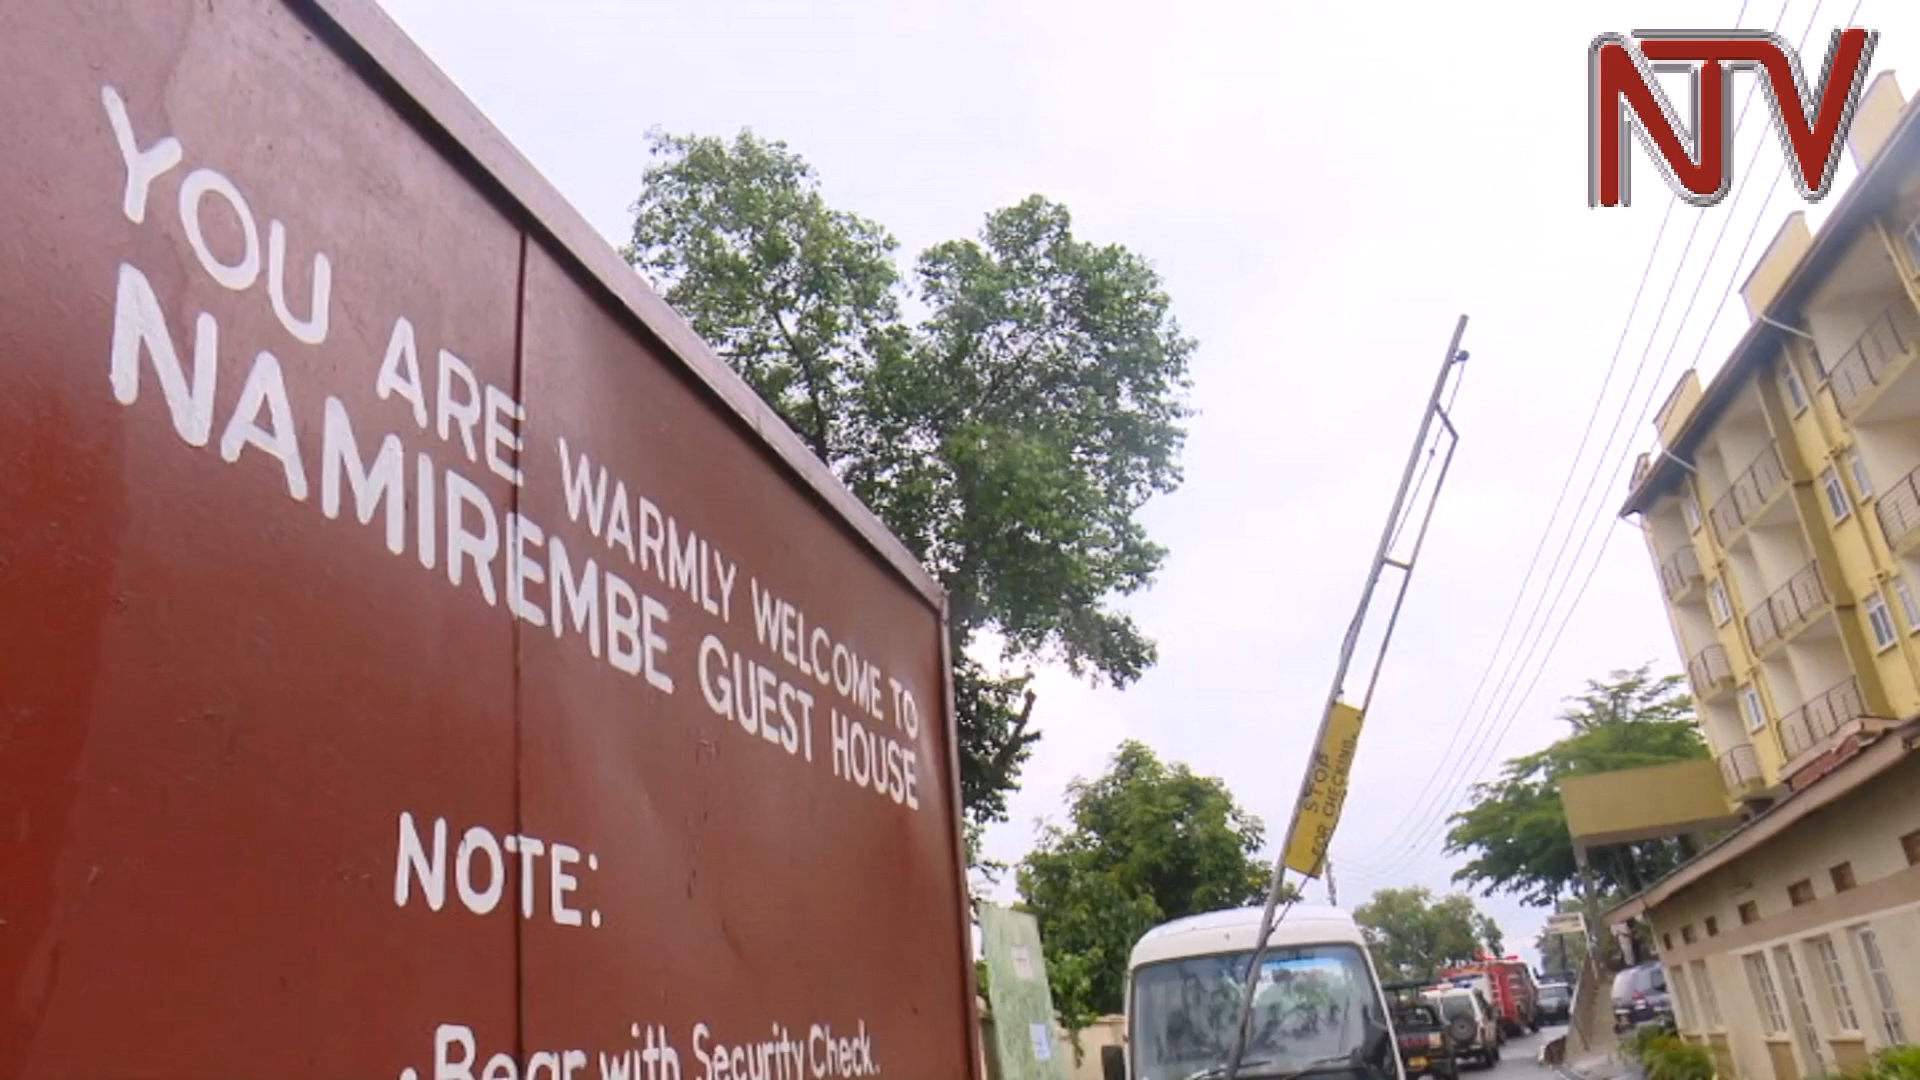 NTV
YOU ARE WARMLY WELCOME TO
NAMIREMBE GUEST HOUSE
NOTE:
. Bear with Security Check.
STOP
FOR CHECKING.